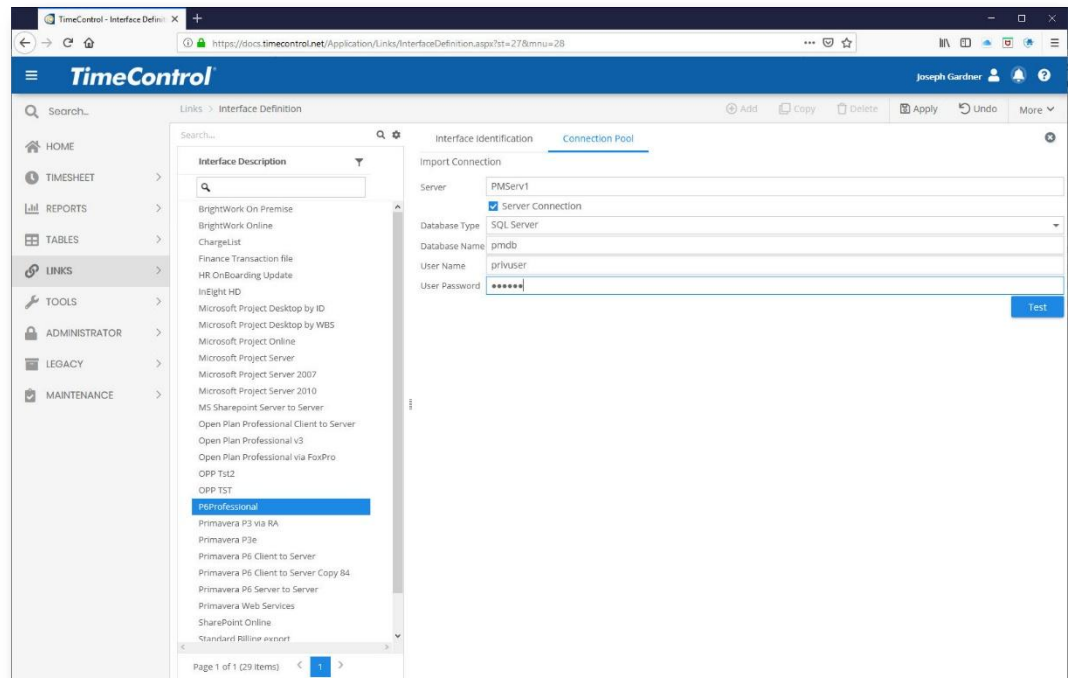 TimeControl - Interface Definit
https://docs.timecontrol.net/Application/Links/InterfaceDefinition.aspx?st=27&mnu=28
TimeControl
Joseph Gardner
Search...
Links > Interface Definition
Add
Copy
Delete
Apply
Undo
More
HOME
TIMESHEET
REPORTS
TABLES
LINKS
TOOLS
ADMINISTRATOR
LEGACY
MAINTENANCE
Search...
Interface Description
BrightWork On Premise
BrightWork Online
ChargeList
Finance Transaction file
HR OnBoarding Update
InEight HD
Microsoft Project Desktop by ID
Microsoft Project Desktop by WBS
Microsoft Project Online
Microsoft Project Server
Microsoft Project Server 2007
Microsoft Project Server 2010
MS Sharepoint Server to Server
Open Plan Professional Client to Server
Open Plan Professional v3
Open Plan Professional via FoxPro
OPP Tst2
OPP TST
P6Professional
Primavera P3 via RA
Primavera P3e
Primavera P6 Client to Server
Primavera P6 Client to Server Copy 84
Primavera P6 Server to Server
Primavera Web Services
SharePoint Online
Standard Billing export
Page 1 of 1 (29 items) < 1 >
Interface Identification
Connection Pool
Import Connection
Server PMServ1
Server Connection
Database Type SQL Server
Database Name pmdb
User Name privuser
User Password ●●●●●●
Test